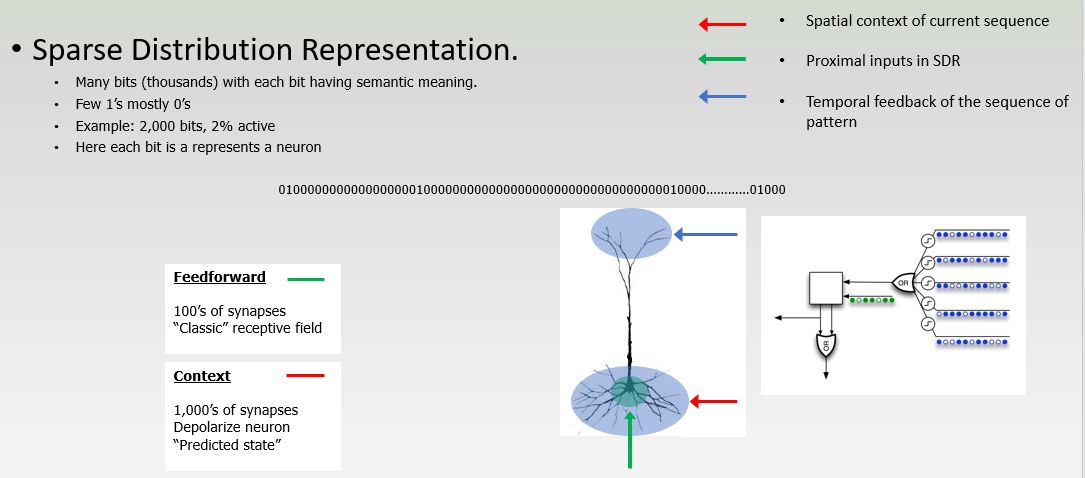 • Sparse Distribution Representation.
• Many bits (thousands) with each bit having semantic meaning.
• Few 1’s mostly 0’s
• Example: 2,000 bits, 2% active
• Here each bit is a represents a neuron
• Spatial context of current sequence
• Proximal inputs in SDR
• Temporal feedback of the sequence of
pattern
0100000000000000000010000000000000000000000000000000000010000............01000
Feedforward
100’s of synapses
“Classic” receptive field
Context
1,000’s of synapses
Depolarize neuron
“Predicted state”
OR
OR